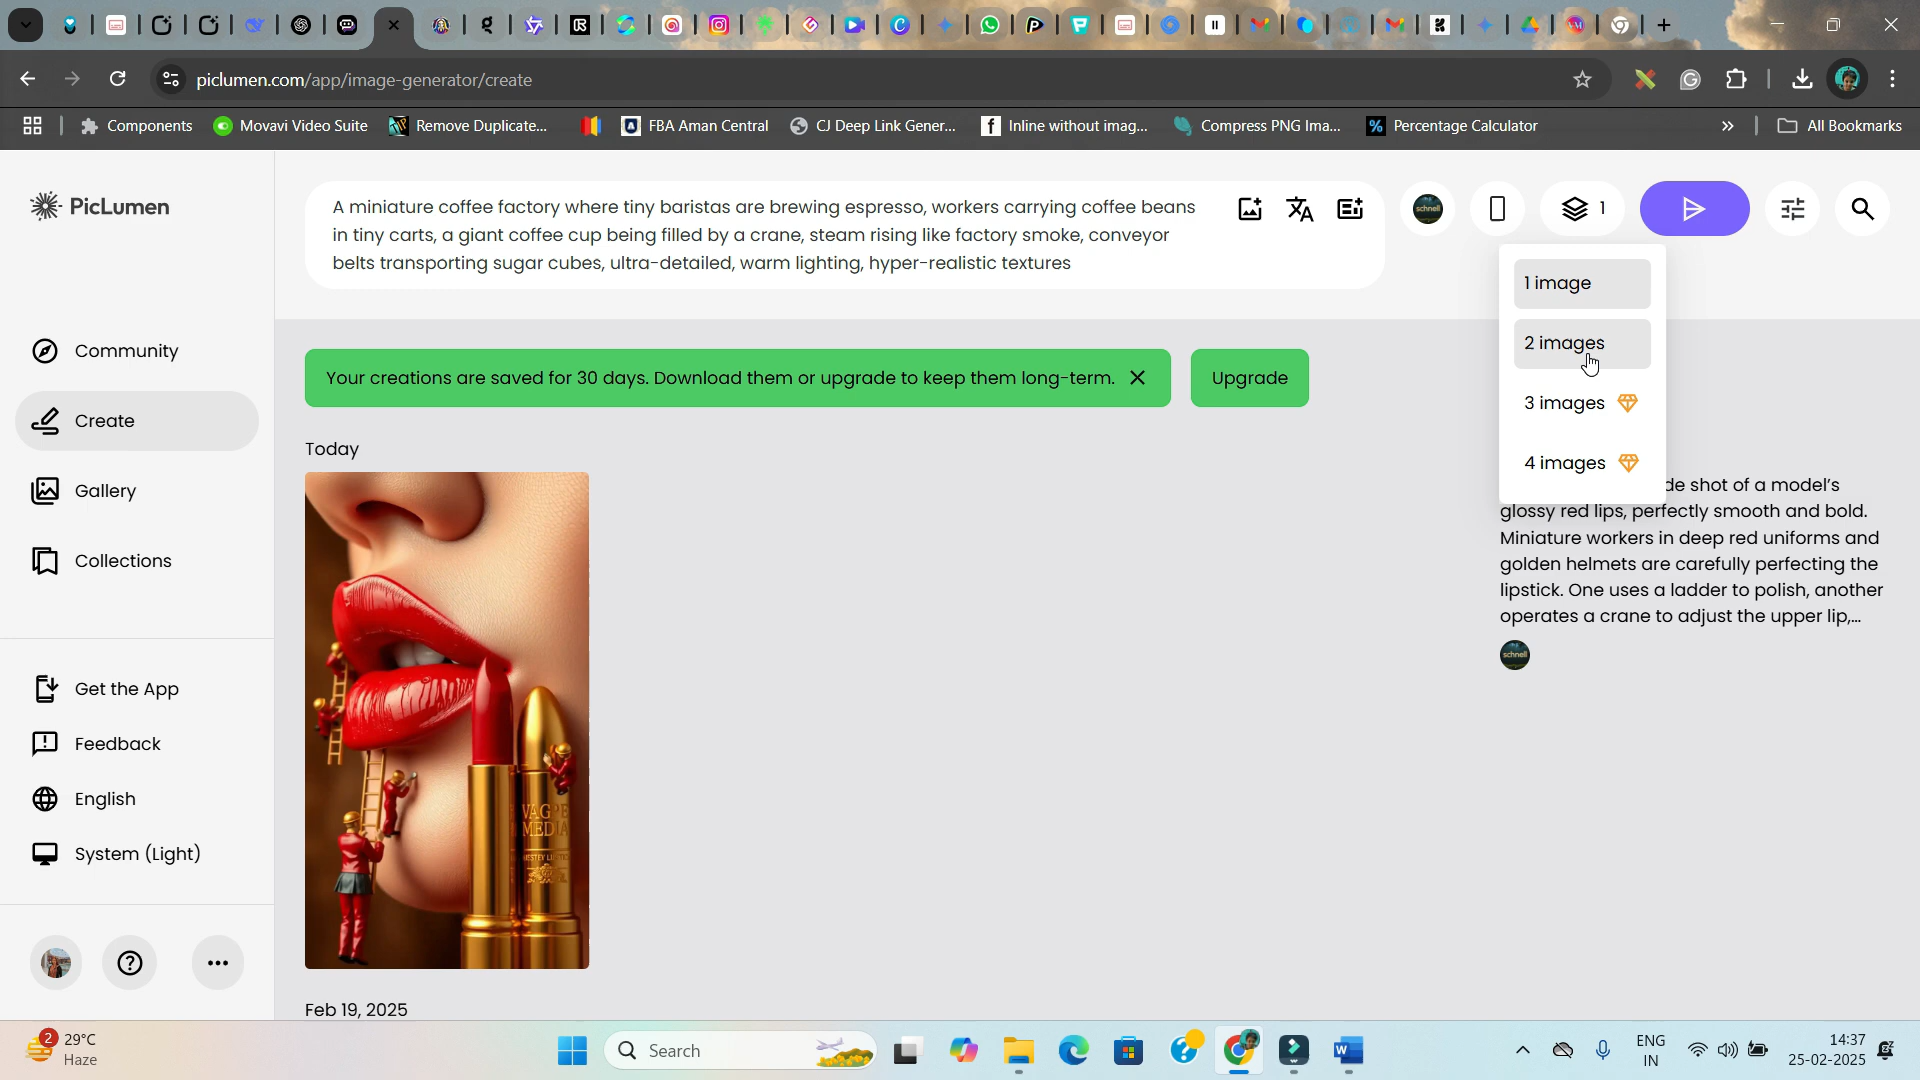 piclumen.com/app/image-generator/create
Components
Movavi Video Suite
Remove Duplicate...
FBA Aman Central
CJ Deep Link Gener...
Inline without imag...
Compress PNG Ima...
Percentage Calculator
All Bookmarks
PicLumen
A miniature coffee factory where tiny baristas are brewing espresso, workers carrying coffee beans
in tiny carts, a giant coffee cup being filled by a crane, steam rising like factory smoke, conveyor
belts transporting sugar cubes, ultra-detailed, warm lighting, hyper-realistic textures
schnell
1
1 image
2 images
3 images
4 images
Community
Create
Gallery
Collections
Get the App
Feedback
English
System (Light)
Your creations are saved for 30 days. Download them or upgrade to keep them long-term.
Upgrade
Today
de shot of a model's
glossy red lips, perfectly smooth and bold.
Miniature workers in deep red uniforms and
golden helmets are carefully perfecting the
lipstick. One uses a ladder to polish, another
operates a crane to adjust the upper lip,...
schnell
MEDIA
Feb 19, 2025
2
29°C
Haze
Search
ENG
IN
14:37
25-02-2025